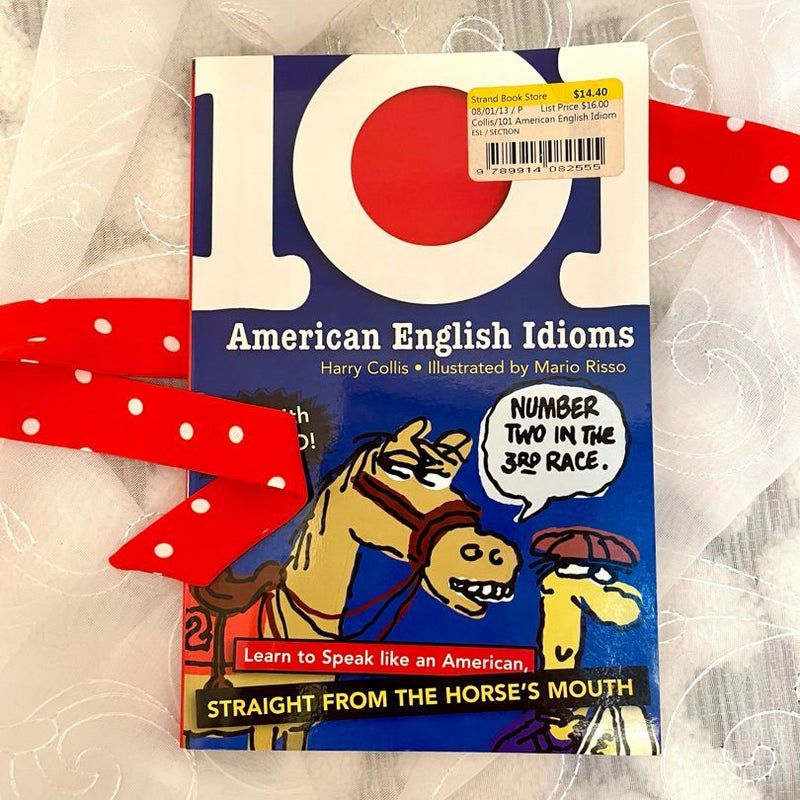 101
Strand Book Store $14.40
08/01/13 / P List Price $16.00
Collis/101 American English Idiom
ESL / SECTION
9 789914 082555
American English Idioms
Harry Collis • Illustrated by Mario Risso
NUMBER
TWO IN THE
3RD RACE.
2
Learn to Speak like an American,
STRAIGHT FROM THE HORSE'S MOUTH